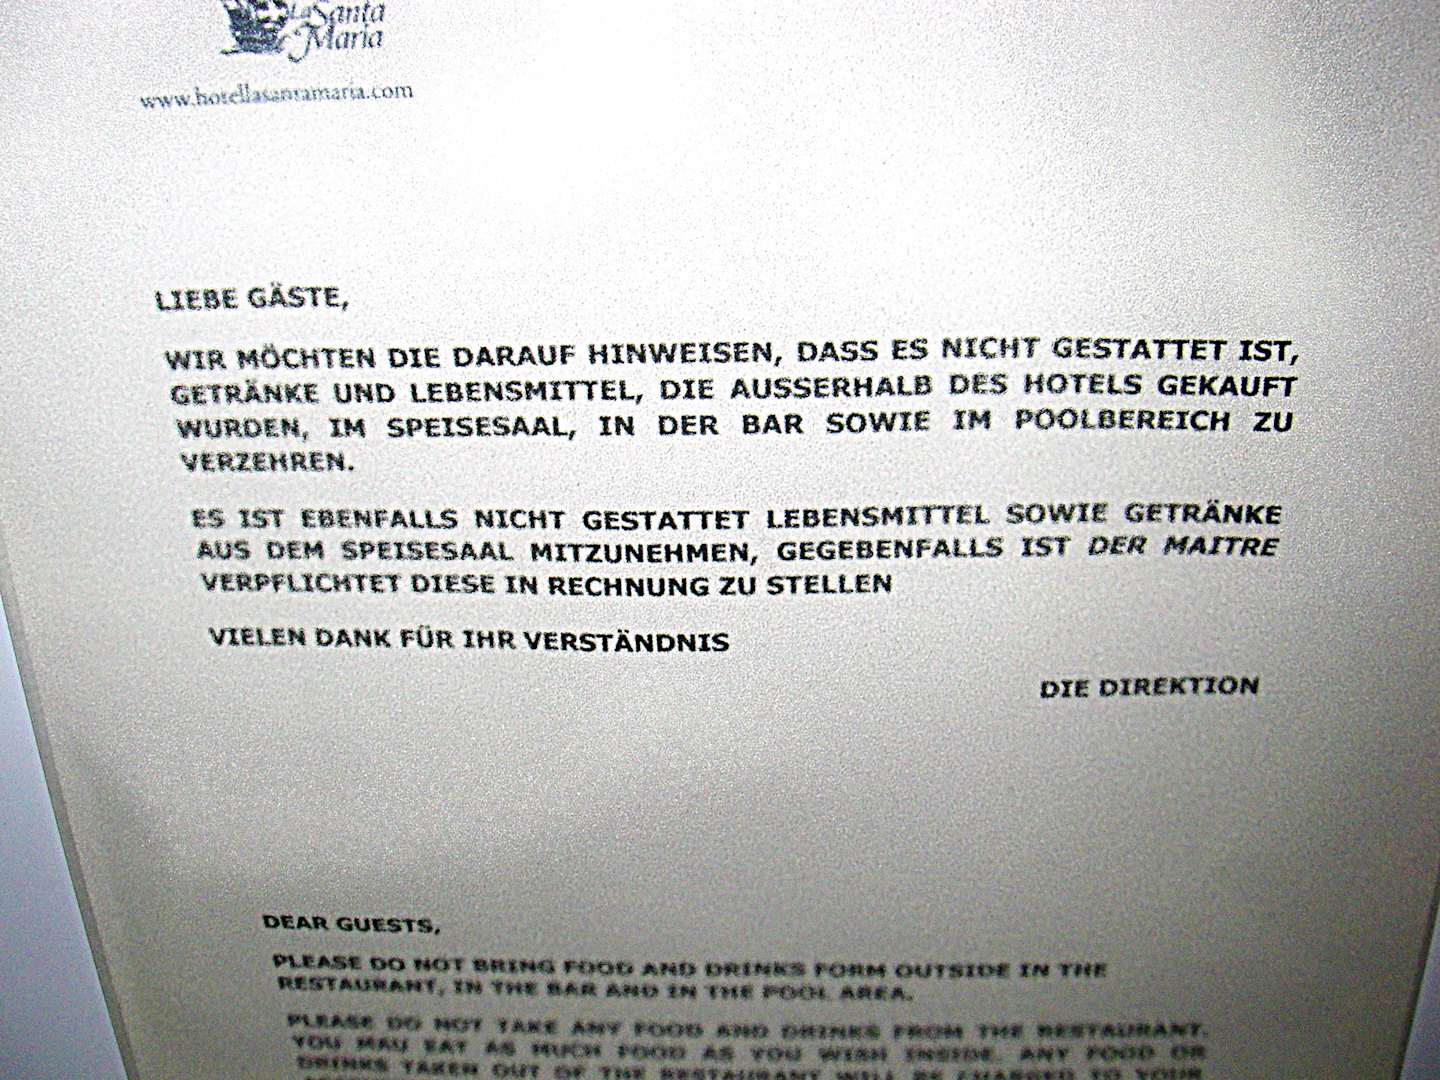 La Santa
Maria
www.hotellasantamaria.com
LIEBE GÄSTE,
WIR MÖCHTEN DIE DARAUF HINWEISEN, DASS ES NICHT GESTATTET IST,
GETRÄNKE UND LEBENSMITTEL, DIE AUSSERHALB DES HOTELS GEKAUFT
WURDEN, IM SPEISESAAL, IN DER BAR SOWIE IM POOLBEREICH ZU
VERZEHREN.
ES IST EBENFALLS NICHT GESTATTET LEBENSMITTEL SOWIE GETRÄNKE
AUS DEM SPEISESAAL MITZUNEHMEN, GEGEBENFALLS IST DER MAITRE
VERPFLICHTET DIESE IN RECHNUNG ZU STELLEN
VIELEN DANK FÜR IHR VERSTÄNDNIS
DIE DIREKTION
DEAR GUESTS,
PLEASE DO NOT BRING FOOD AND DRINKS FORM OUTSIDE IN THE
RESTAURANT, IN THE BAR AND IN THE POOL AREA.
PLEASE DO NOT TAKE ANY FOOD AND DRINKS FROM THE RESTAURANT.
YOU MAU EAT AS MUCH FOOD AS YOU WISH INSIDE. ANY FOOD OR
DRINKS TAKEN OUT OF THE RESTAURANT WILL BE CHARGED TO YOUR